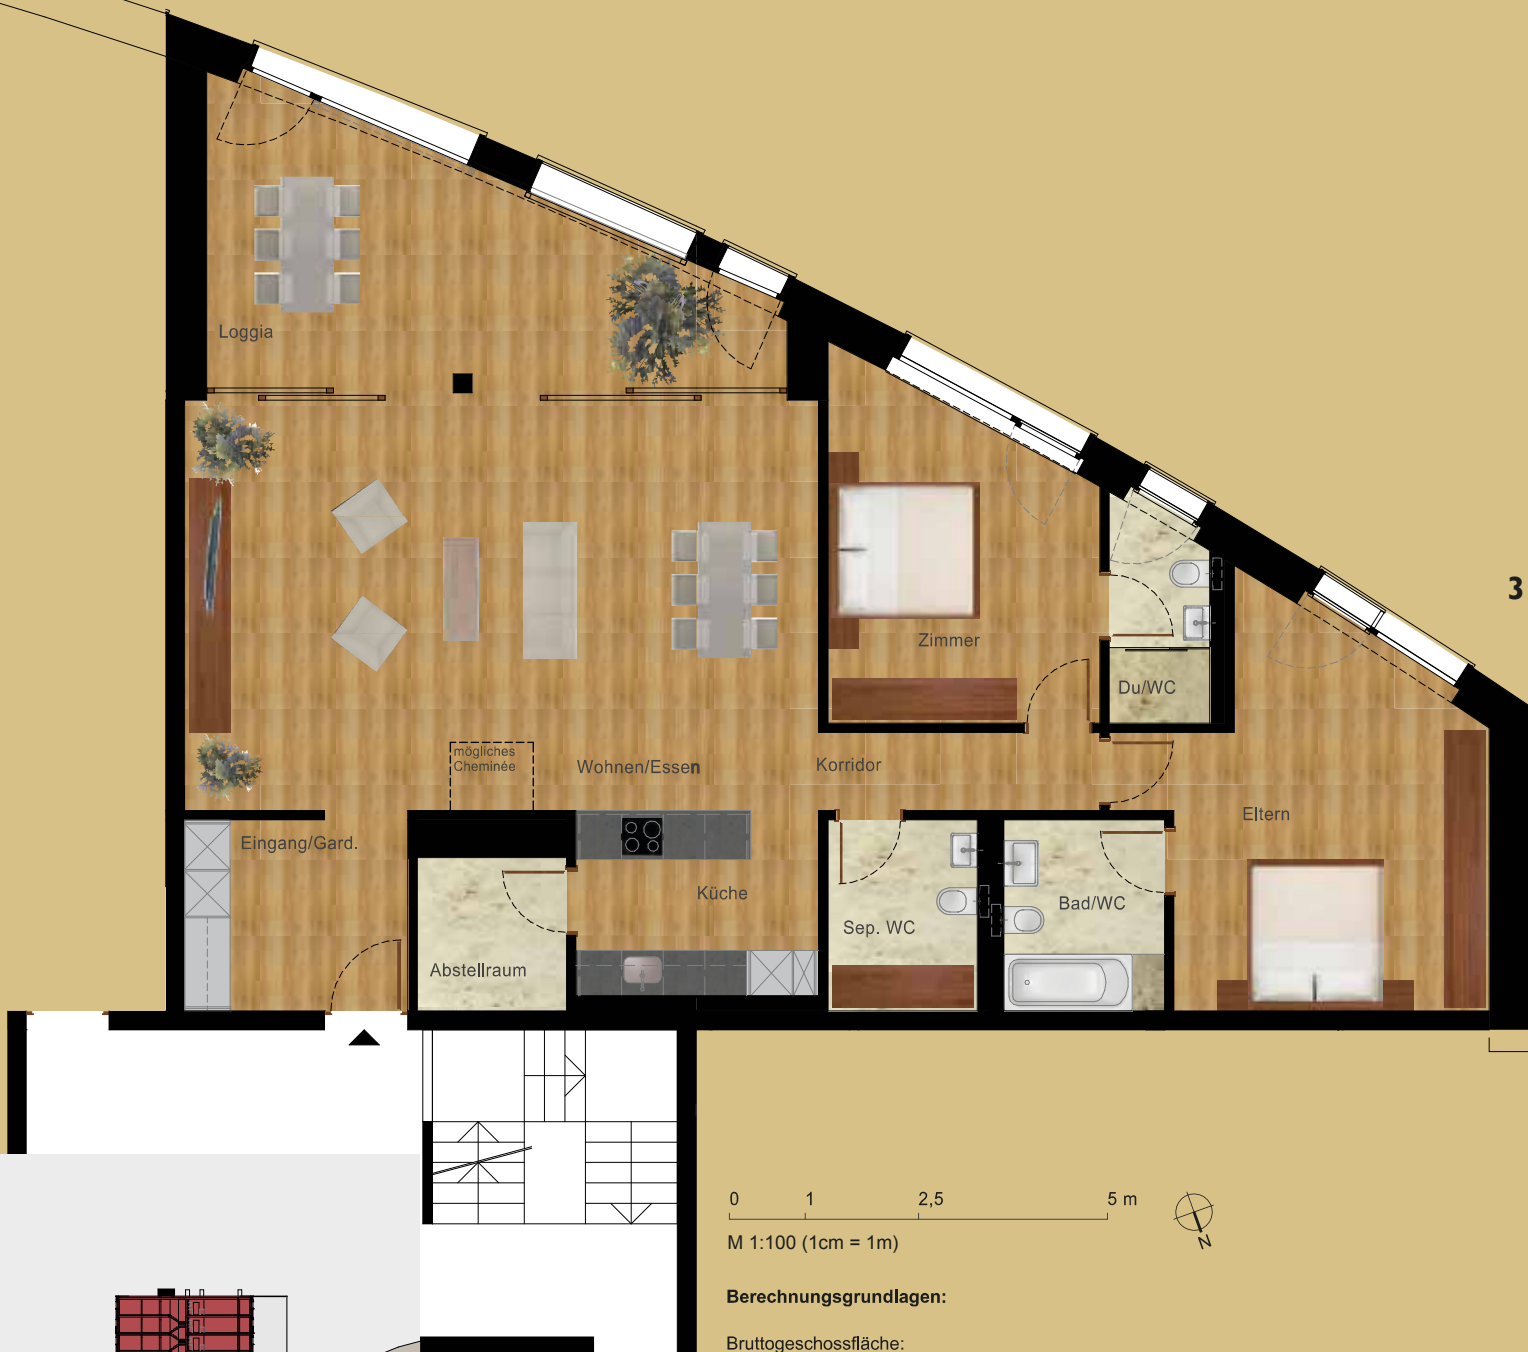 Loggia
3
Zimmer
Du/WC
mögliches
Cheminée
Wohnen/Essen
Korridor
Eltern
Eingang/Gard.
Küche
Bad/WC
Sep. WC
Abstellraum
0 1 2,5 5 m
N
M 1:100 (1cm = 1m)
Berechnungsgrundlagen:
Bruttogeschossfläche: